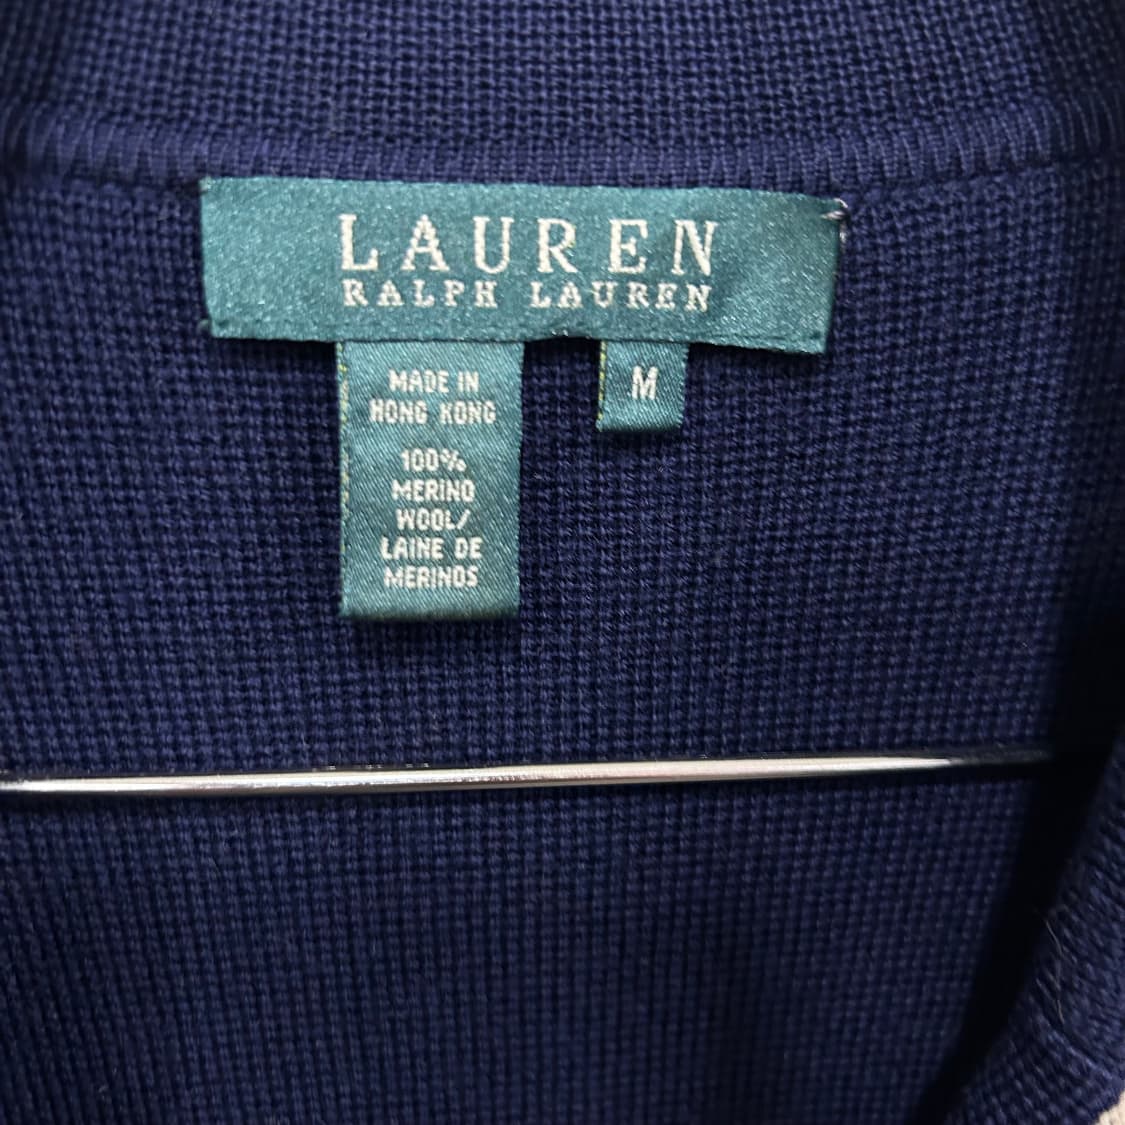 LAUREN
RALPH LAUREN
MADE IN
HONG KONG
100%
MERINO
WOOL/
LAINE DE
MERINOS
M